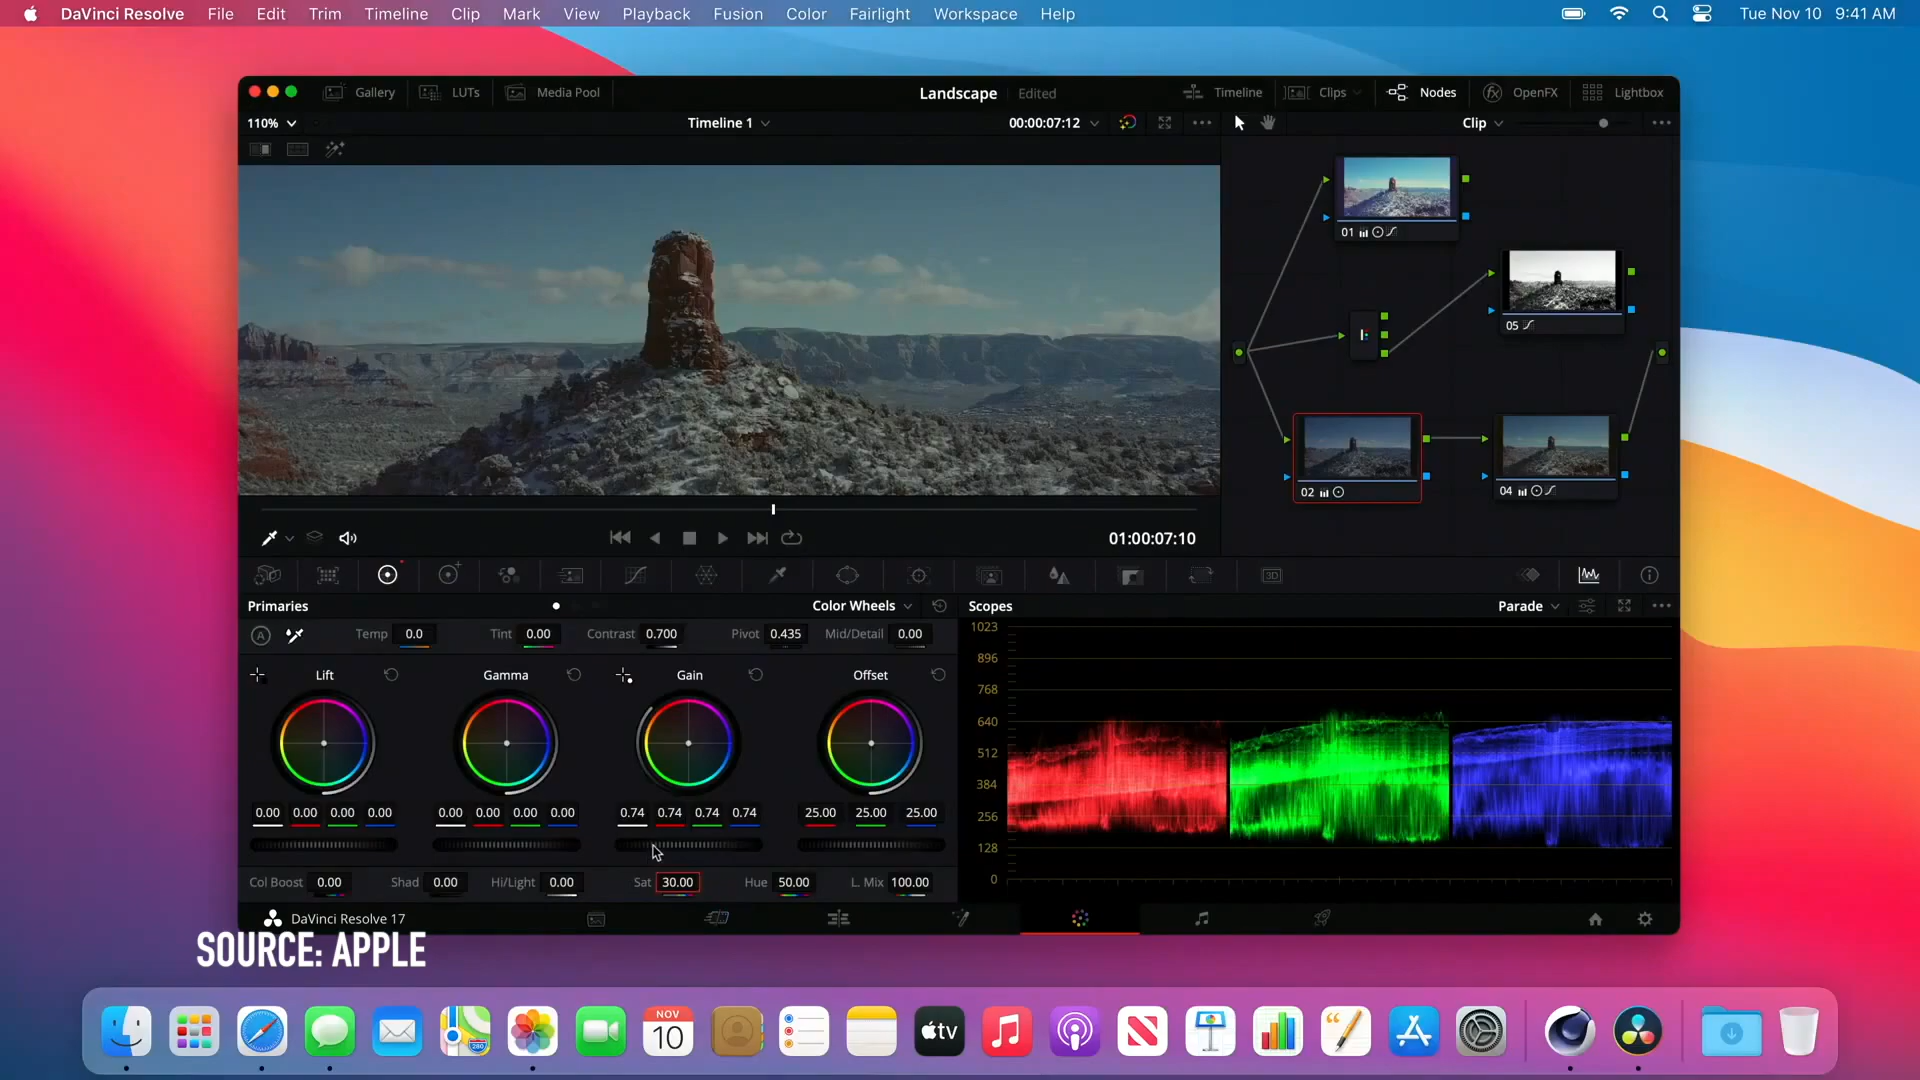 DaVinci Resolve File Edit Trim Timeline Clip Mark View Playback Fusion Color Fairlight Workspace Help Tue Nov 10 9:41 AM
Gallery LUTs Media Pool Landscape Edited Timeline Clips Nodes OpenFX Lightbox
110% Timeline 1 00:00:07:12 Clip
01
05
02
04
01:00:07:10
3D
Primaries Color Wheels Scopes Parade
A Temp 0.0 Tint 0.00 Contrast 0.700 Pivot 0.435 Mid/Detail 0.00
Lift Gamma Gain Offset
0.00 0.00 0.00 0.00 0.00 0.00 0.00 0.00 0.74 0.74 0.74 0.74 25.00 25.00 25.00
Col Boost 0.00 Shad 0.00 Hi/Light 0.00 Sat 30.00 Hue 50.00 L. Mix 100.00
1023
896
768
640
512
384
256
128
0
DaVinci Resolve 17
SOURCE: APPLE
NOV
10
tv
280